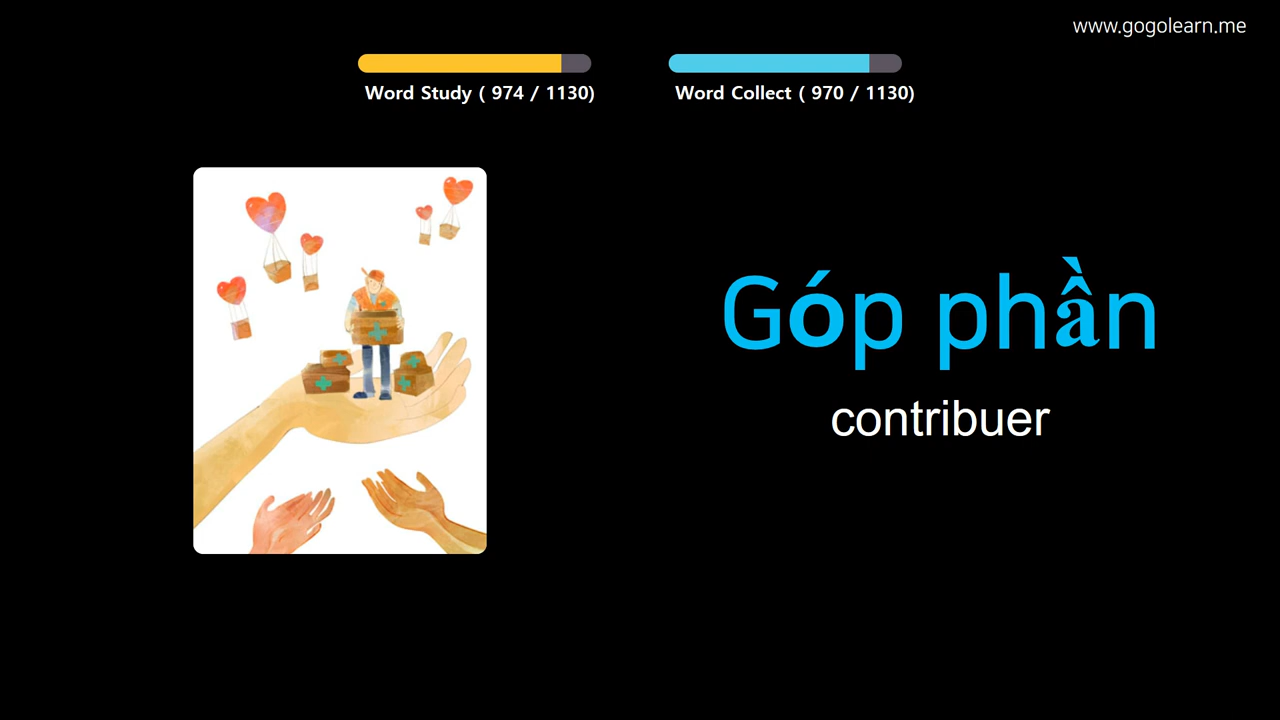 www.gogolearn.me
Word Study ( 974 / 1130)
Word Collect ( 970 / 1130)
Góp phần
contribuer